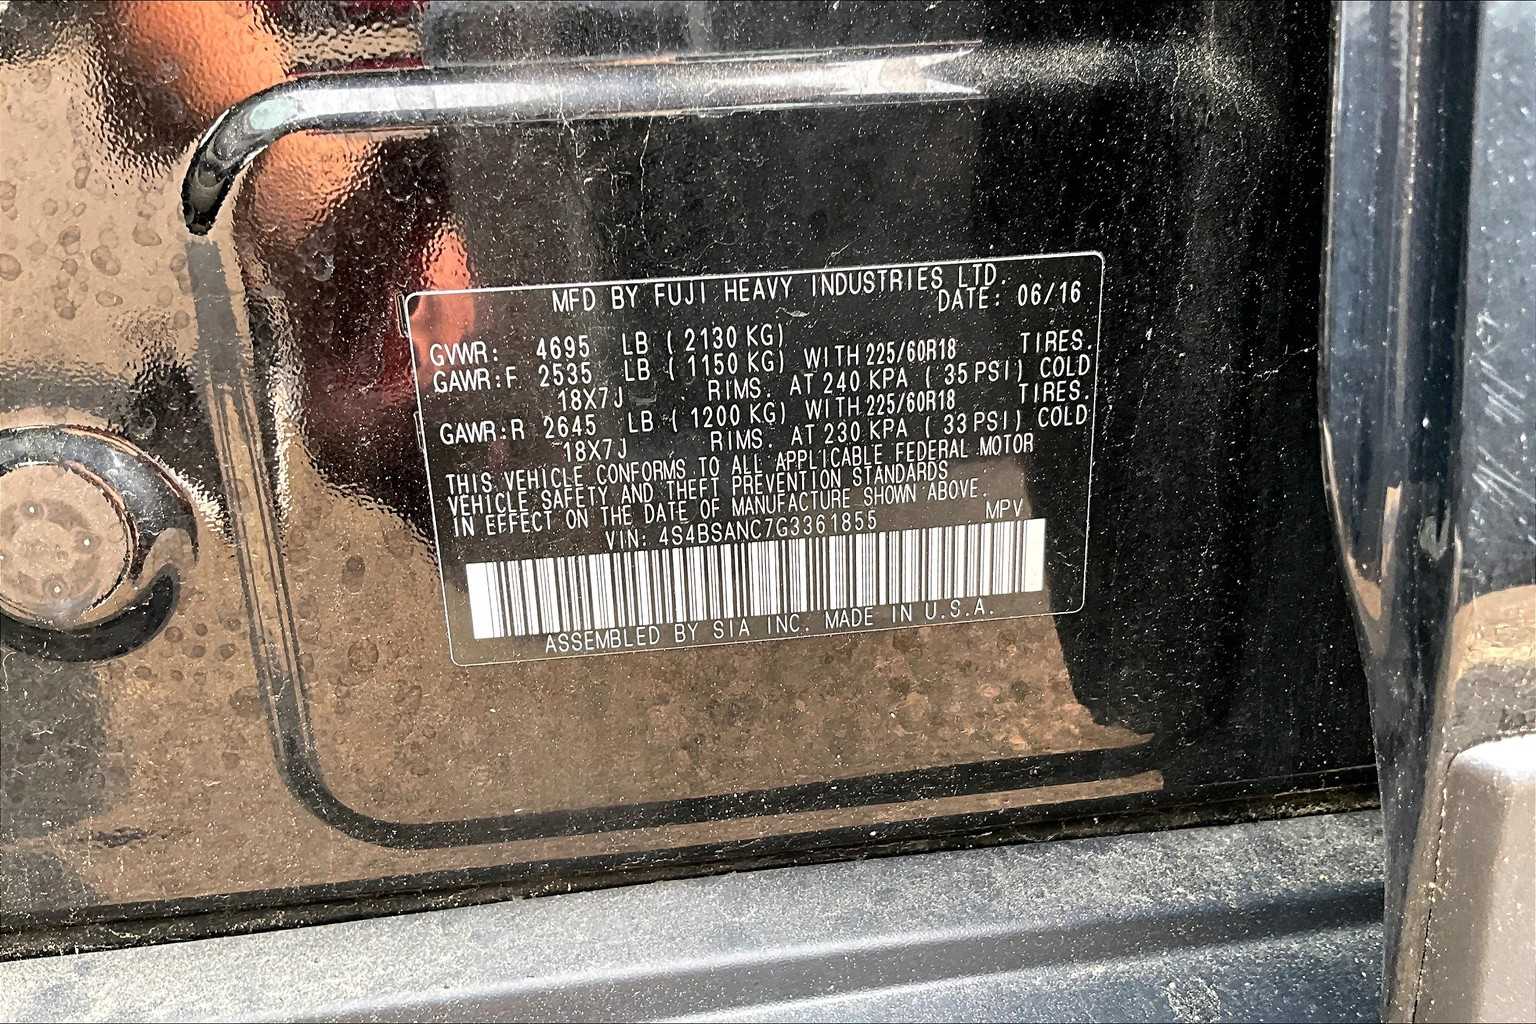 MFD BY FUJI HEAVY INDUSTRIES LTD.
DATE: 06/16
GVWR: 4695 LB ( 2130 KG)
GAWR:F 2535 LB ( 1150 KG) WITH 225/60R18 TIRES.
18X7J RIMS. AT 240 KPA ( 35 PSI) COLD
GAWR:R 2645 LB ( 1200 KG) WITH 225/60R18 TIRES.
18X7J RIMS. AT 230 KPA ( 33 PSI) COLD
THIS VEHICLE CONFORMS TO ALL APPLICABLE FEDERAL MOTOR
VEHICLE SAFETY AND THEFT PREVENTION STANDARDS
IN EFFECT ON THE DATE OF MANUFACTURE SHOWN ABOVE.
VIN: 4S4BSANC7G3361855 MPV
ASSEMBLED BY SIA INC. MADE IN U.S.A.